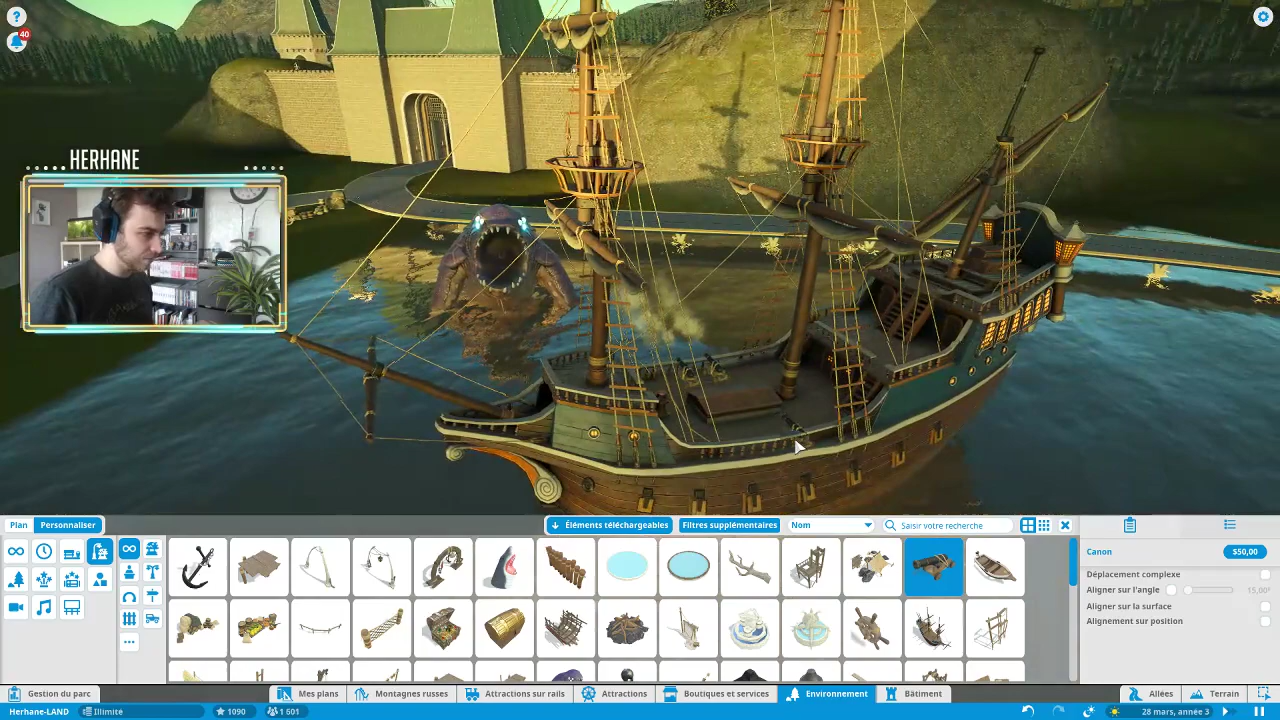 ?
40
HERHANE
Plan
Personnaliser
Éléments téléchargeables
Filtres supplémentaires
Nom
Saisir votre recherche
Canon
$50,00
Déplacement complexe
Aligner sur l'angle
15,00°
Aligner sur la surface
Alignement sur position
Gestion du parc
Mes plans
Montagnes russes
Attractions sur rails
Attractions
Boutiques et services
Environnement
Bâtiment
Allées
Terrain
Herhane-LAND
Illimité
1090
1 601
28 mars, année 3